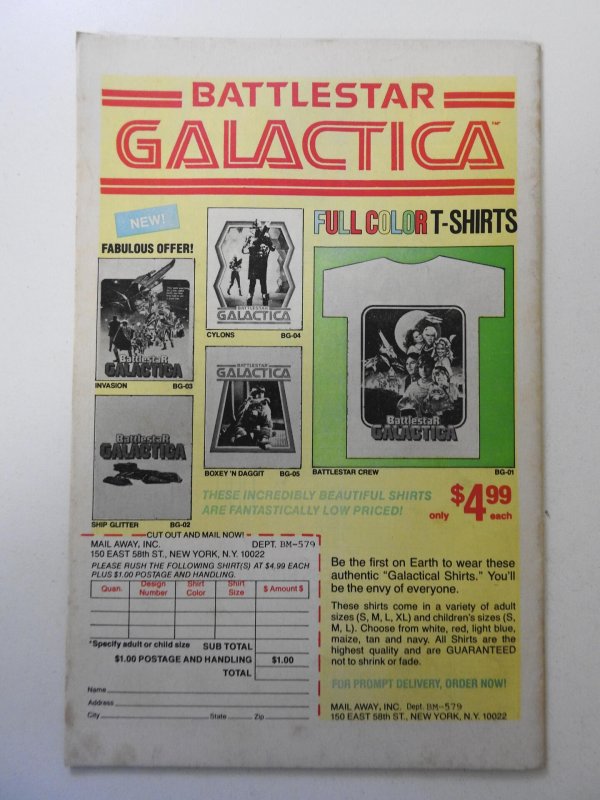 BATTLESTAR
GALACTICA™
NEW!
FABULOUS OFFER!
FULL COLOR T-SHIRTS
Battlestar
GALACTICA
INVASION BG-03
GALACTICA
CYLONS BG-04
BATTLESTAR
GALACTICA
BOXEY 'N DAGGIT BG-05
BattlestaR
GALACTICA
SHIP GLITTER BG-02
BattlestaR
GALACTICA
BATTLESTAR CREW BG-01
THESE INCREDIBLY BEAUTIFUL SHIRTS
ARE FANTASTICALLY LOW PRICED!
only $4.99 each
CUT OUT AND MAIL NOW!
MAIL AWAY, INC. DEPT. BM-579
150 EAST 58th ST., NEW YORK, N.Y. 10022
PLEASE RUSH THE FOLLOWING SHIRT(S) AT $4.99 EACH
PLUS $1.00 POSTAGE AND HANDLING.
Quan. Design Number Shirt Color Shirt Size $ Amount $
*Specify adult or child size SUB TOTAL
$1.00 POSTAGE AND HANDLING $1.00
TOTAL
Name
Address
City State Zip
Be the first on Earth to wear these
authentic "Galactical Shirts." You'll
be the envy of everyone.
These shirts come in a variety of adult
sizes (S, M, L, XL) and children's sizes (S,
M, L). Choose from white, red, light blue,
maize, tan and navy. All Shirts are the
highest quality and are GUARANTEED
not to shrink or fade.
FOR PROMPT DELIVERY, ORDER NOW!
MAIL AWAY, INC. Dept. BM-579
150 EAST 58th ST., NEW YORK, N.Y. 10022